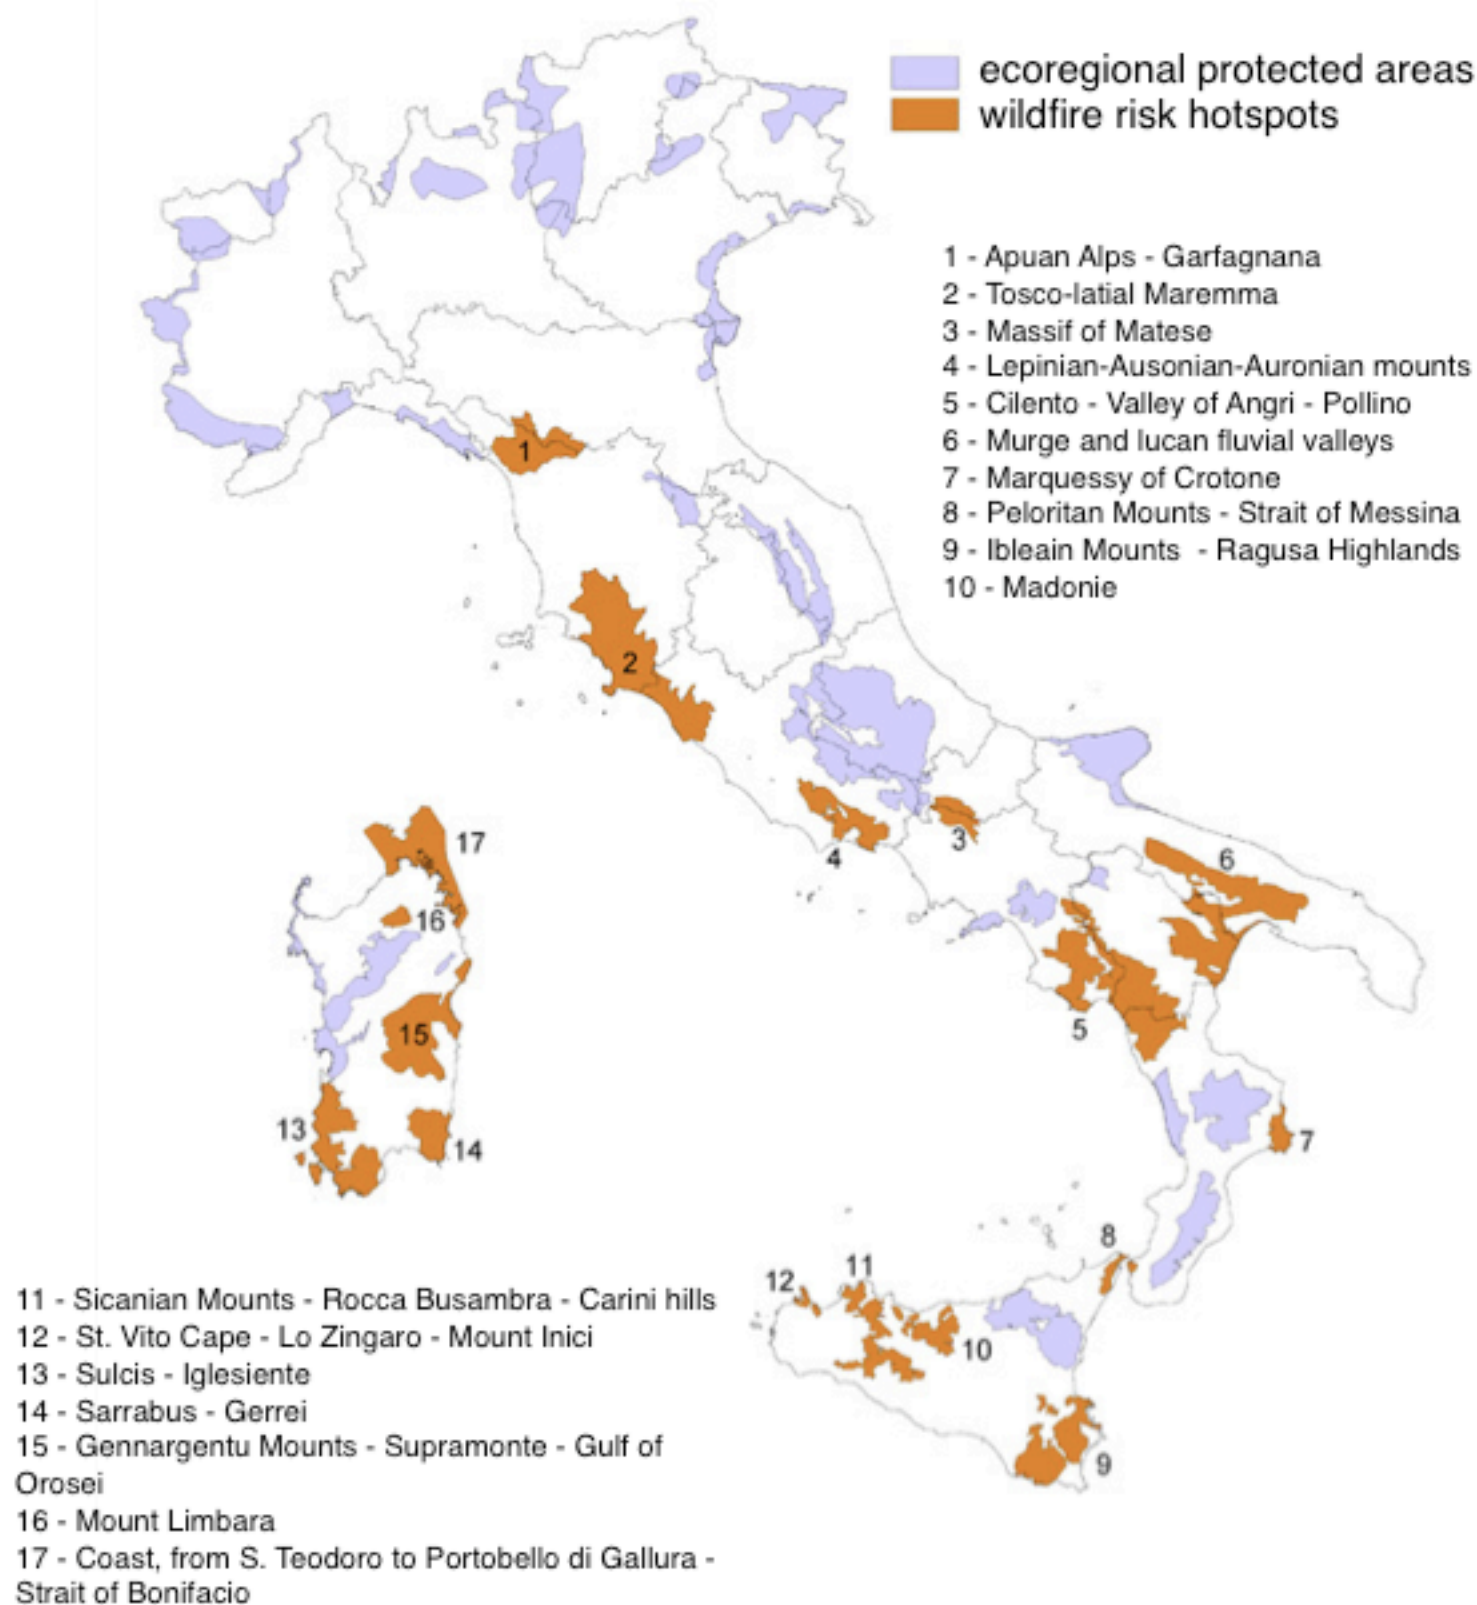 ecoregional protected areas
wildfire risk hotspots
1 - Apuan Alps - Garfagnana
2 - Tosco-latial Maremma
3 - Massif of Matese
4 - Lepinian-Ausonian-Auronian mounts
5 - Cilento - Valley of Angri - Pollino
6 - Murge and lucan fluvial valleys
7 - Marquessy of Crotone
8 - Peloritan Mounts - Strait of Messina
9 - Ibleain Mounts - Ragusa Highlands
10 - Madonie
1
2
3
4
6
5
7
17
16
15
13
14
8
12
11
10
9
11 - Sicanian Mounts - Rocca Busambra - Carini hills
12 - St. Vito Cape - Lo Zingaro - Mount Inici
13 - Sulcis - Iglesiente
14 - Sarrabus - Gerrei
15 - Gennargentu Mounts - Supramonte - Gulf of
Orosei
16 - Mount Limbara
17 - Coast, from S. Teodoro to Portobello di Gallura -
Strait of Bonifacio